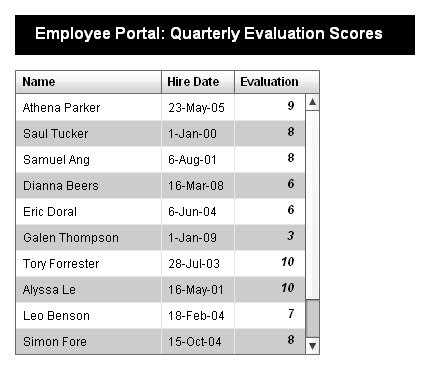 Employee Portal: Quarterly Evaluation Scores
Name Hire Date Evaluation
Athena Parker 23-May-05 9
Saul Tucker 1-Jan-00 8
Samuel Ang 6-Aug-01 8
Dianna Beers 16-Mar-08 6
Eric Doral 6-Jun-04 6
Galen Thompson 1-Jan-09 3
Tory Forrester 28-Jul-03 10
Alyssa Le 16-May-01 10
Leo Benson 18-Feb-04 7
Simon Fore 15-Oct-04 8